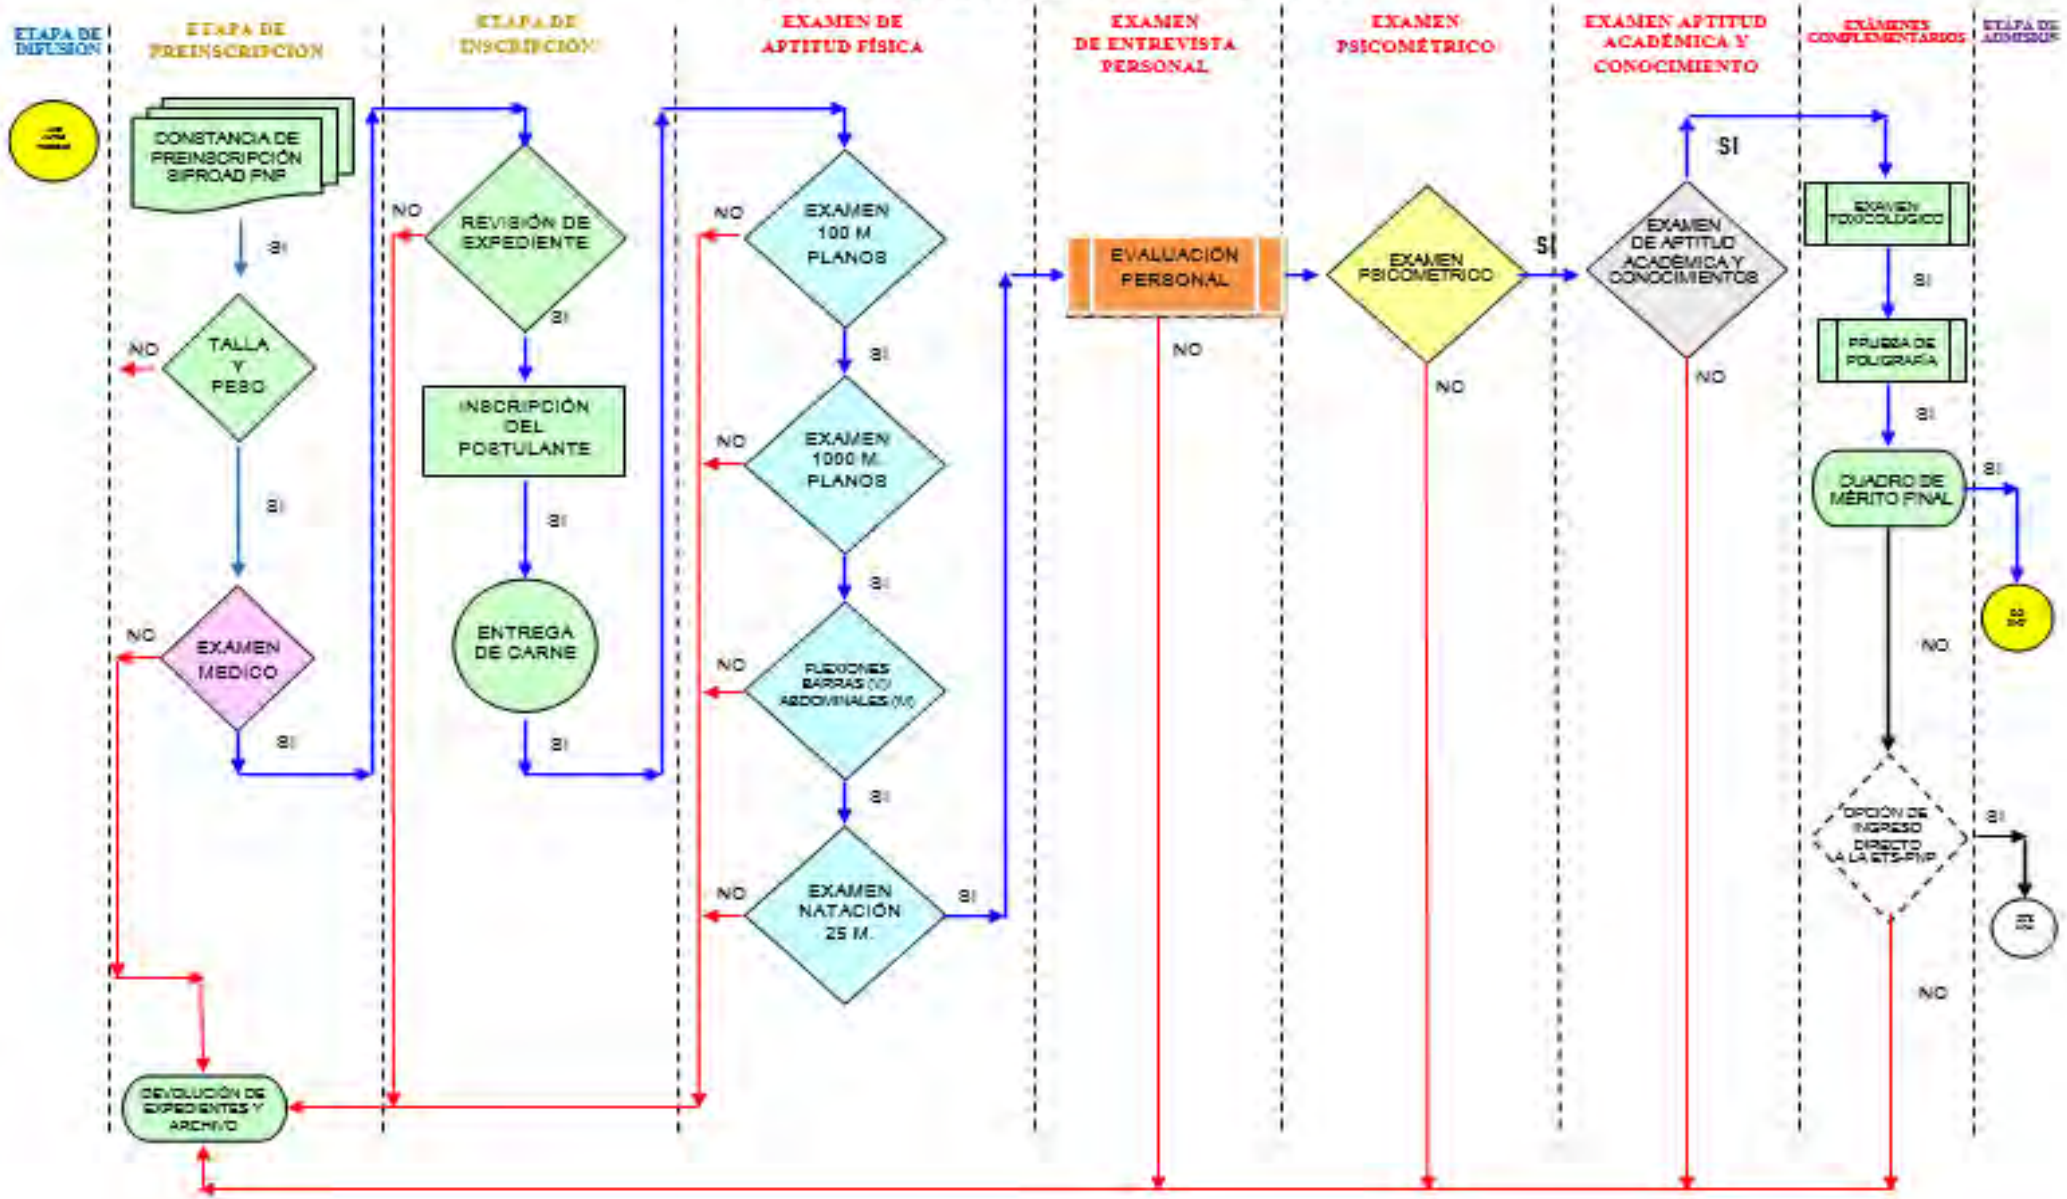 ETAPA DE
DIFUSIÓN
ETAPA DE
PREINSCRIPCIÓN
CONSTANCIA DE
PREINSCRIPCIÓN
SIPROAD PNP
SI
TALLA
Y
PESO
NO
SI
EXAMEN
MEDICO
NO
SI
DEVOLUCIÓN DE
EXPEDIENTES Y
ARCHIVO
ETAPA DE
INSCRIPCIÓN
REVISIÓN DE
EXPEDIENTE
NO
SI
INSCRIPCIÓN
DEL
POSTULANTE
SI
ENTREGA
DE CARNE
SI
EXAMEN DE
APTITUD FÍSICA
EXAMEN
100 M
PLANOS
NO
SI
EXAMEN
1000 M.
PLANOS
NO
SI
FLEXIONES
BARRAS (V)/
ABDOMINALES (M)
NO
SI
EXAMEN
NATACIÓN
25 M.
NO
SI
EXAMEN
DE ENTREVISTA
PERSONAL
EVALUACIÓN
PERSONAL
NO
EXAMEN
PSICOMÉTRICO
EXAMEN
PSICOMETRICO
SI
NO
EXAMEN APTITUD
ACADÉMICA Y
CONOCIMIENTO
EXAMEN
DE APTITUD
ACADÉMICA Y
CONOCIMIENTOS
SI
NO
EXÁMENES
COMPLEMENTARIOS
EXAMEN
TOXICOLÓGICO
SI
PRUEBA DE
POLIGRAFÍA
SI
CUADRO DE
MÉRITO FINAL
SI
NO
OPCIÓN DE
INGRESO
DIRECTO
A LA ETS-PNP
SI
NO
ETAPA DE
ADMISIÓN